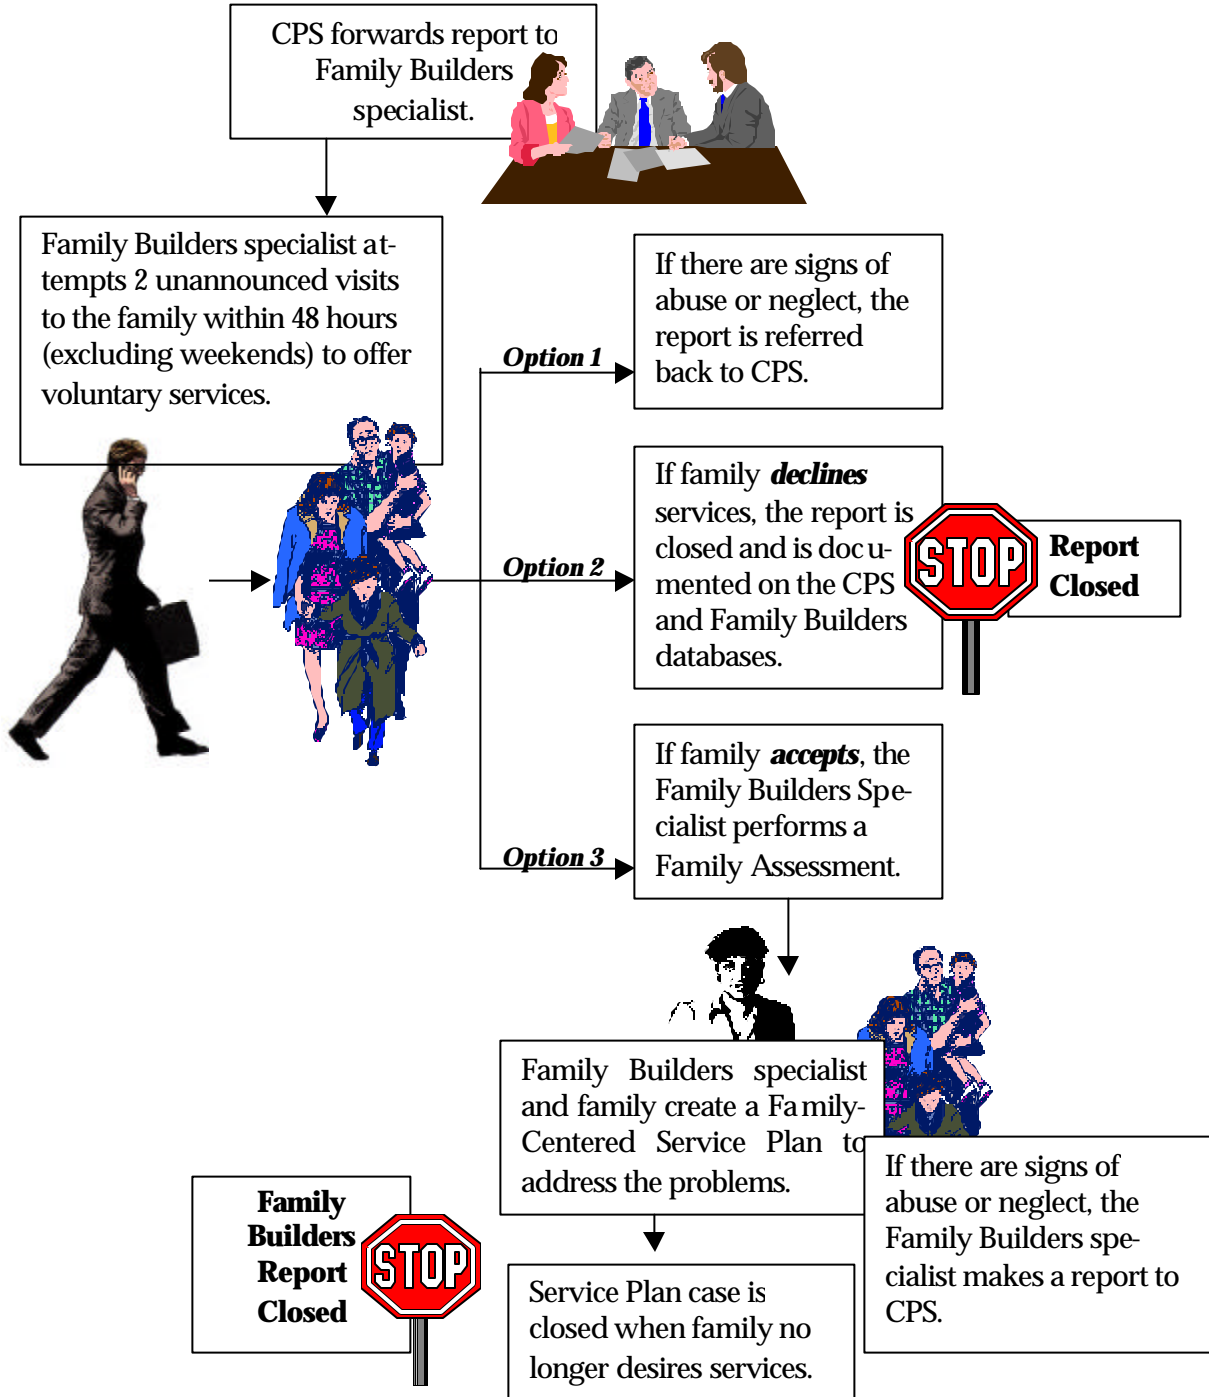 CPS forwards report to
Family Builders
specialist.
Family Builders specialist at-
tempts 2 unannounced visits
to the family within 48 hours
(excluding weekends) to offer
voluntary services.
Option 1
If there are signs of
abuse or neglect, the
report is referred
back to CPS.
Option 2
If family declines
services, the report is
closed and is docu-
mented on the CPS
and Family Builders
databases.
STOP
Report
Closed
Option 3
If family accepts, the
Family Builders Spe-
cialist performs a
Family Assessment.
Family Builders specialist
and family create a Family-
Centered Service Plan to
address the problems.
If there are signs of
abuse or neglect, the
Family Builders spe-
cialist makes a report to
CPS.
Family
Builders
Report
Closed
STOP
Service Plan case is
closed when family no
longer desires services.